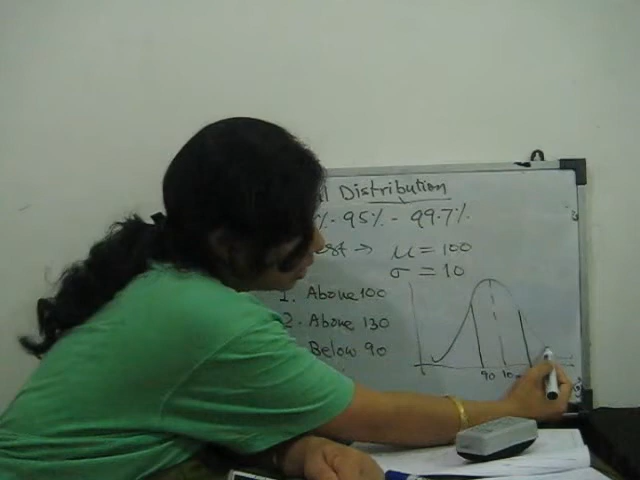 Distribution
% - 95% - 99.7%
→ μ = 100
σ = 10
1. Above 100
2. Above 130
Below 90
90